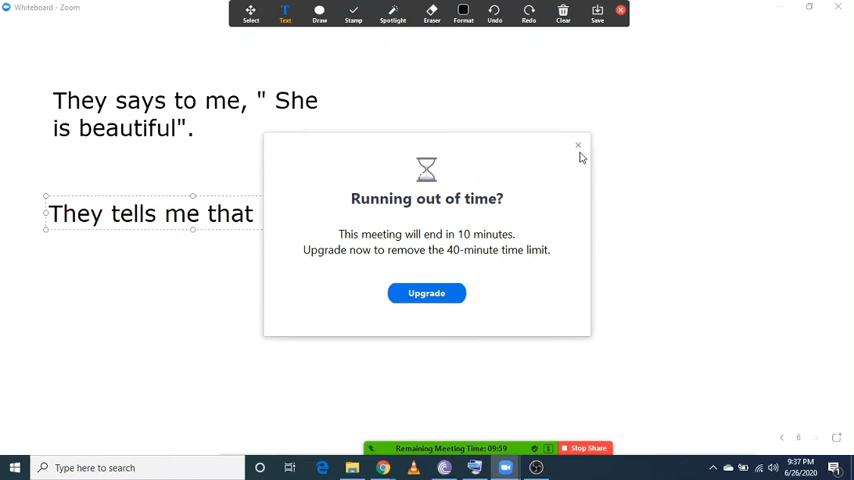 Whiteboard - Zoom
Select Text Draw Stamp Spotlight Eraser Format Undo Redo Clear Save
They says to me, " She
is beautiful".
They tells me that
Running out of time?
This meeting will end in 10 minutes.
Upgrade now to remove the 40-minute time limit.
Upgrade
6
Remaining Meeting Time: 09:59 Stop Share
Type here to search
9:37 PM
6/26/2020
1